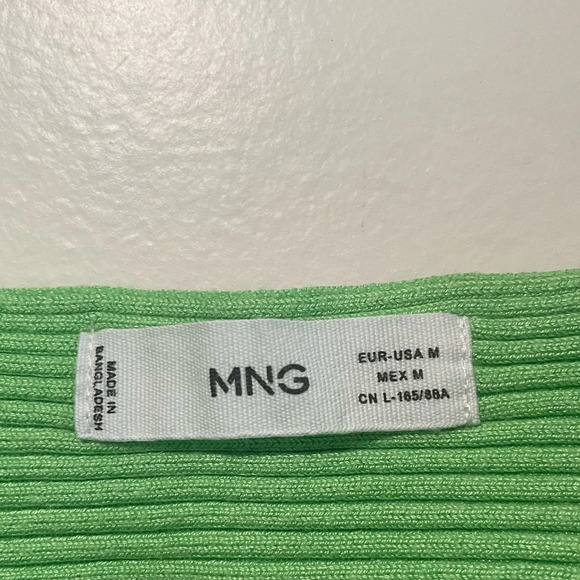 MADE IN
BANGLADESH
MNG
EUR-USA M
MEX M
CN L-165/88A